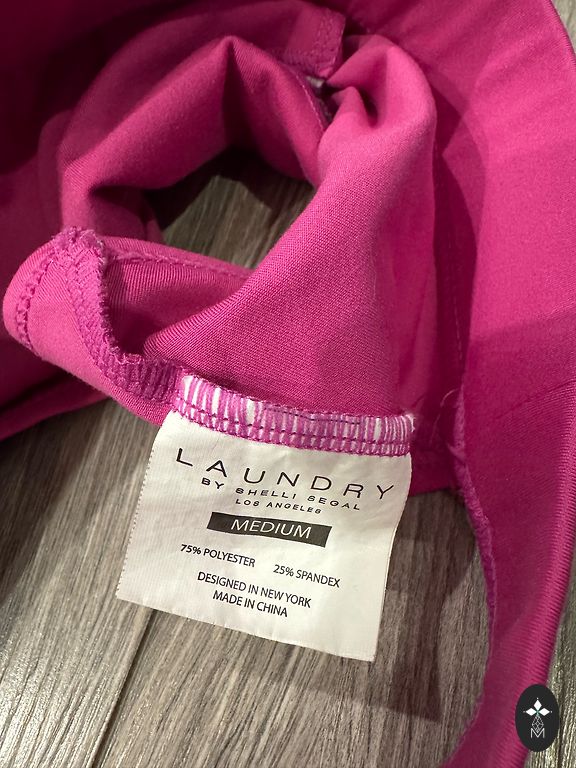 LAUNDRY
BY SHELLI SEGAL
LOS ANGELES
MEDIUM
75% POLYESTER 25% SPANDEX
DESIGNED IN NEW YORK
MADE IN CHINA
M